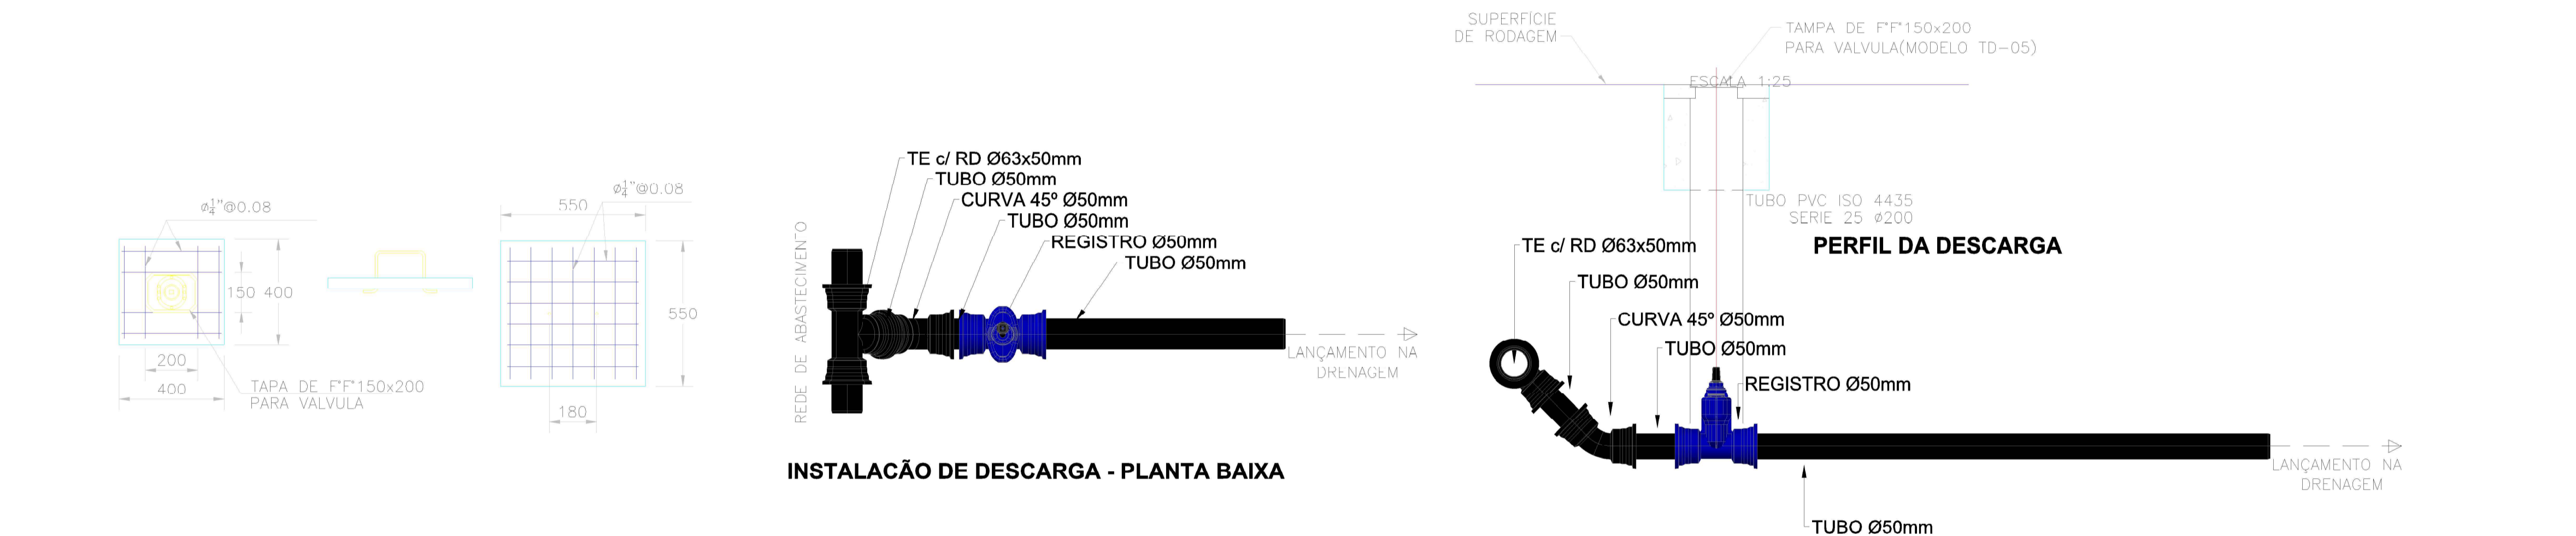 ø1/4"@0.08
150
400
200
400
TAPA DE F°F°150x200
PARA VALVULA
ø1/4"@0.08
550
550
180
REDE DE ABASTECIMENTO
TE c/ RD Ø63x50mm
TUBO Ø50mm
CURVA 45º Ø50mm
TUBO Ø50mm
REGISTRO Ø50mm
TUBO Ø50mm
LANÇAMENTO NA
DRENAGEM
INSTALACÃO DE DESCARGA - PLANTA BAIXA
SUPERFÍCIE
DE RODAGEM
TAMPA DE F°F°150x200
PARA VALVULA(MODELO TD-05)
ESCALA 1:25
TUBO PVC ISO 4435
SERIE 25 ø200
PERFIL DA DESCARGA
TE c/ RD Ø63x50mm
TUBO Ø50mm
CURVA 45º Ø50mm
TUBO Ø50mm
REGISTRO Ø50mm
LANÇAMENTO NA
DRENAGEM
TUBO Ø50mm